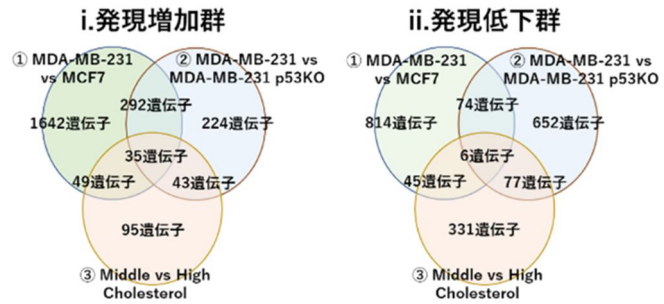 i.発現増加群
① MDA-MB-231
vs MCF7
② MDA-MB-231 vs
MDA-MB-231 p53KO
292遺伝子
1642遺伝子
224遺伝子
35遺伝子
49遺伝子
43遺伝子
95遺伝子
③ Middle vs High
Cholesterol
ii.発現低下群
① MDA-MB-231
vs MCF7
② MDA-MB-231 vs
MDA-MB-231 p53KO
74遺伝子
814遺伝子
652遺伝子
6遺伝子
45遺伝子
77遺伝子
331遺伝子
③ Middle vs High
Cholesterol